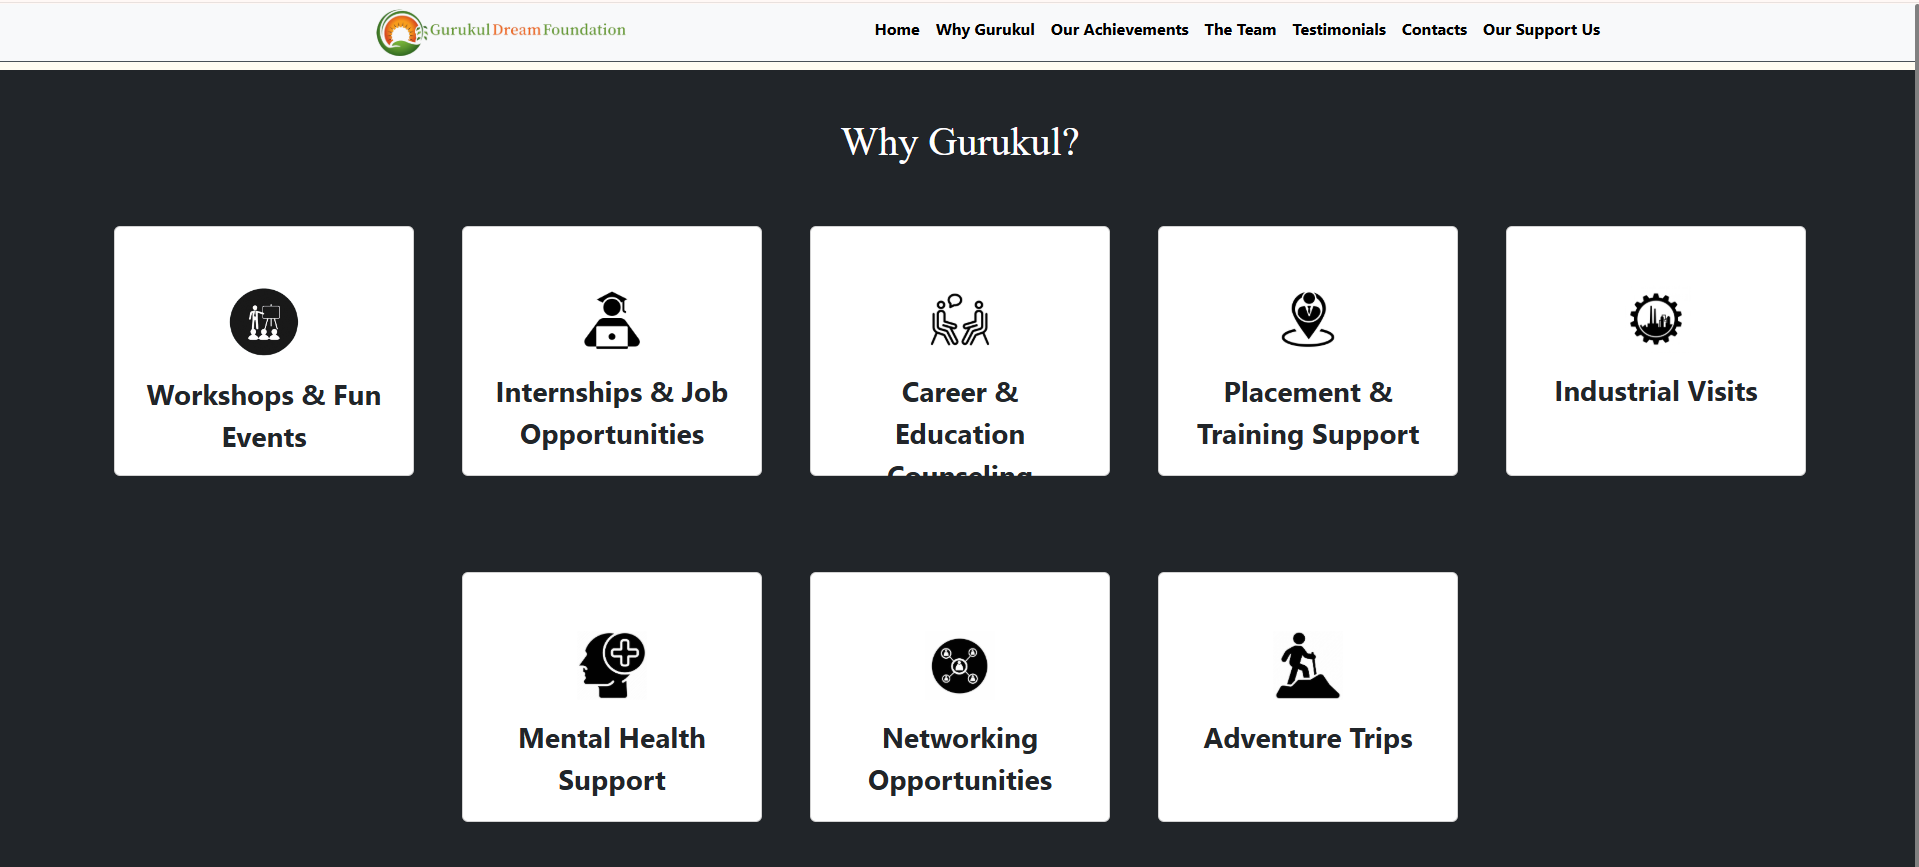 Gurukul Dream Foundation
Home Why Gurukul Our Achievements The Team Testimonials Contacts Our Support Us
Why Gurukul?
Workshops & Fun
Events
Internships & Job
Opportunities
Career &
Education
Counseling
Placement &
Training Support
Industrial Visits
Mental Health
Support
Networking
Opportunities
Adventure Trips